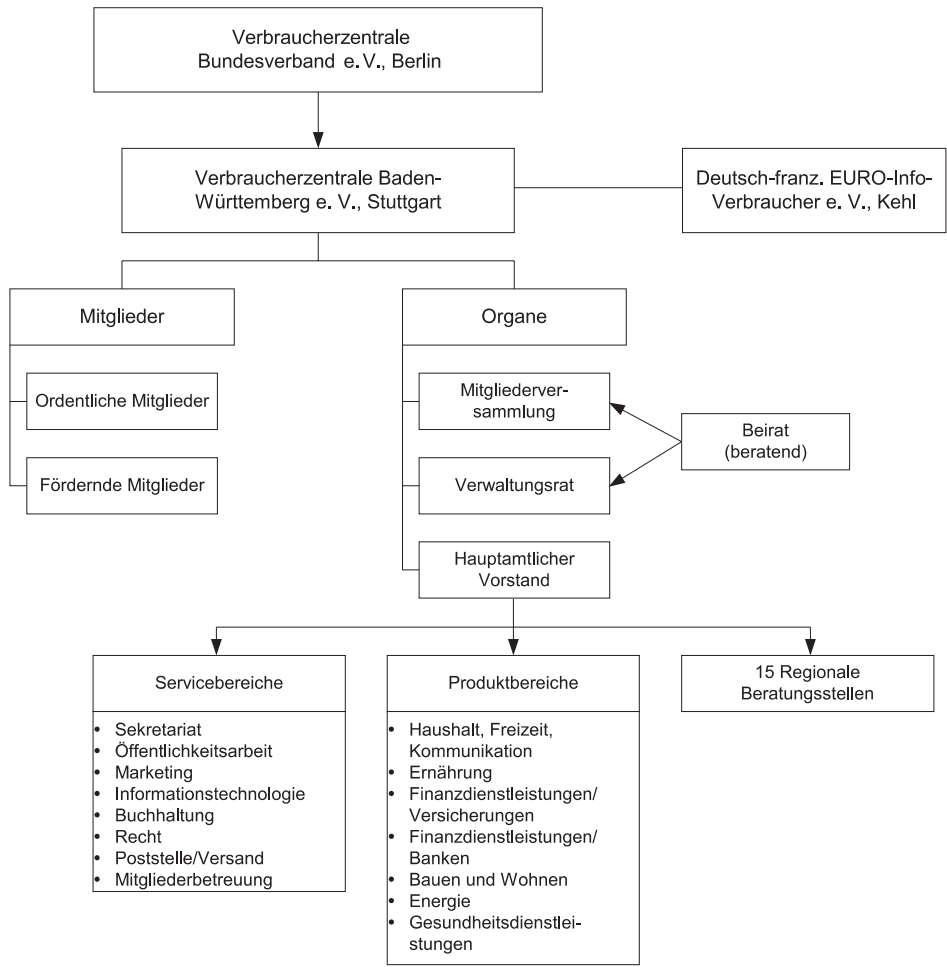 Verbraucherzentrale
Bundesverband e. V., Berlin
Verbraucherzentrale Baden-
Württemberg e. V., Stuttgart
Deutsch-franz. EURO-Info-
Verbraucher e. V., Kehl
Mitglieder
Ordentliche Mitglieder
Fördernde Mitglieder
Organe
Mitgliederver-
sammlung
Verwaltungsrat
Beirat
(beratend)
Hauptamtlicher
Vorstand
Servicebereiche
• Sekretariat
• Öffentlichkeitsarbeit
• Marketing
• Informationstechnologie
• Buchhaltung
• Recht
• Poststelle/Versand
• Mitgliederbetreuung
Produktbereiche
• Haushalt, Freizeit,
Kommunikation
• Ernährung
• Finanzdienstleistungen/
Versicherungen
• Finanzdienstleistungen/
Banken
• Bauen und Wohnen
• Energie
• Gesundheitsdienstlei-
stungen
15 Regionale
Beratungsstellen